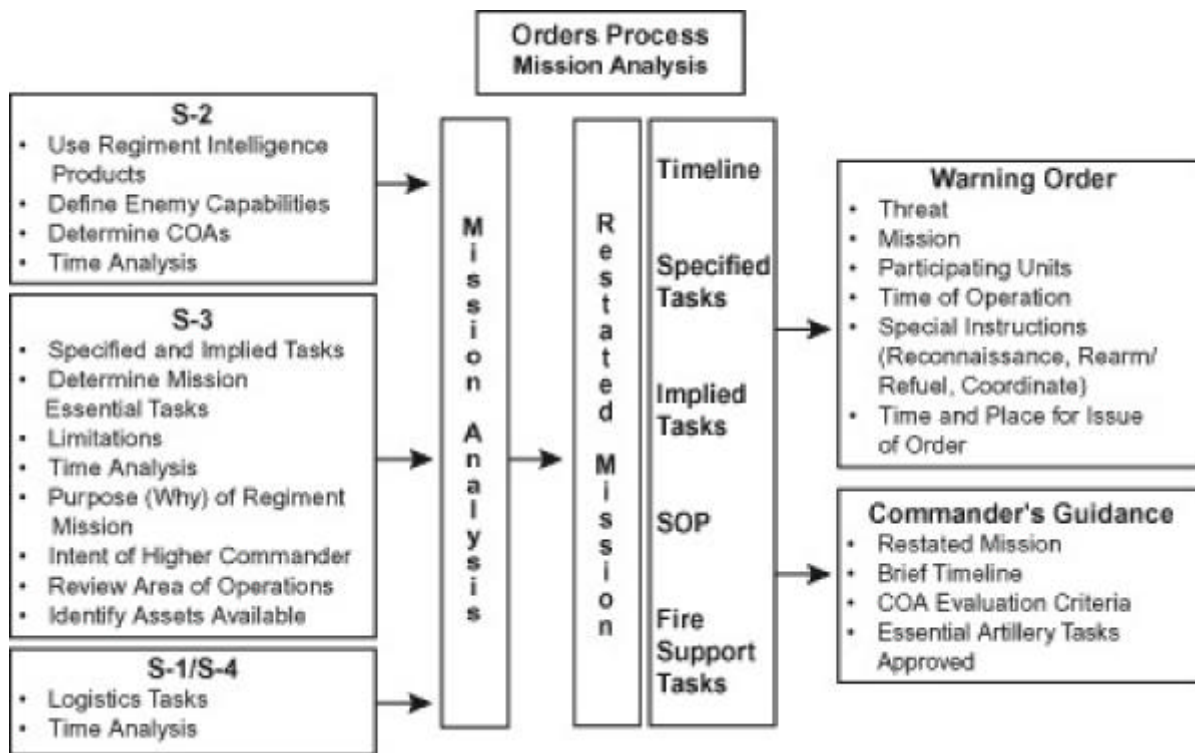 Orders Process
Mission Analysis
S-2
• Use Regiment Intelligence
Products
• Define Enemy Capabilities
• Determine COAs
• Time Analysis
S-3
• Specified and Implied Tasks
• Determine Mission
Essential Tasks
• Limitations
• Time Analysis
• Purpose (Why) of Regiment
Mission
• Intent of Higher Commander
• Review Area of Operations
• Identify Assets Available
S-1/S-4
• Logistics Tasks
• Time Analysis
Mission Analysis
Restated Mission
Timeline
Specified
Tasks
Implied
Tasks
SOP
Fire
Support
Tasks
Warning Order
• Threat
• Mission
• Participating Units
• Time of Operation
• Special Instructions
(Reconnaissance, Rearm/
Refuel, Coordinate)
• Time and Place for Issue
of Order
Commander's Guidance
• Restated Mission
• Brief Timeline
• COA Evaluation Criteria
• Essential Artillery Tasks
Approved